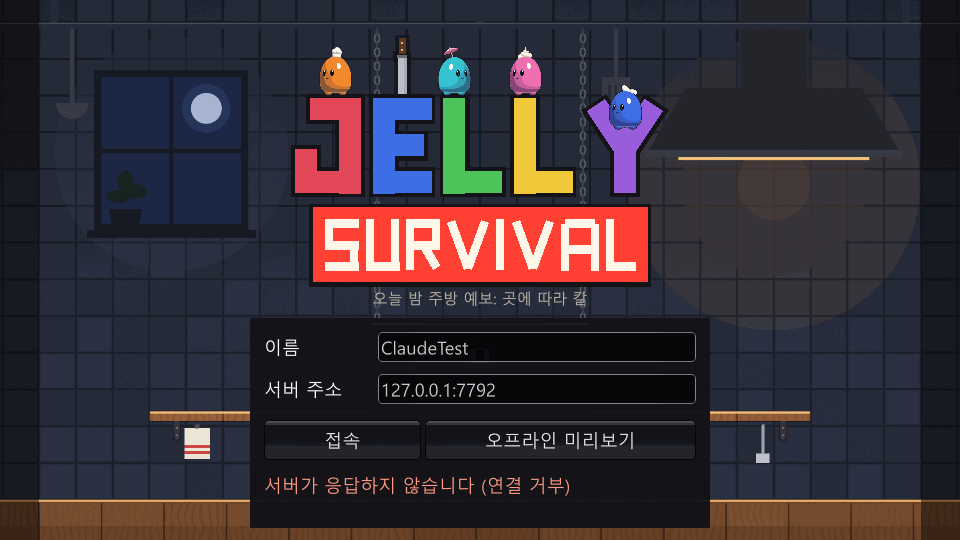 JELLY
SURVIVAL
오늘 밤 주방 예보: 곳에 따라 칼
이름 ClaudeTest
서버 주소 127.0.0.1:7792
접속 오프라인 미리보기
서버가 응답하지 않습니다 (연결 거부)